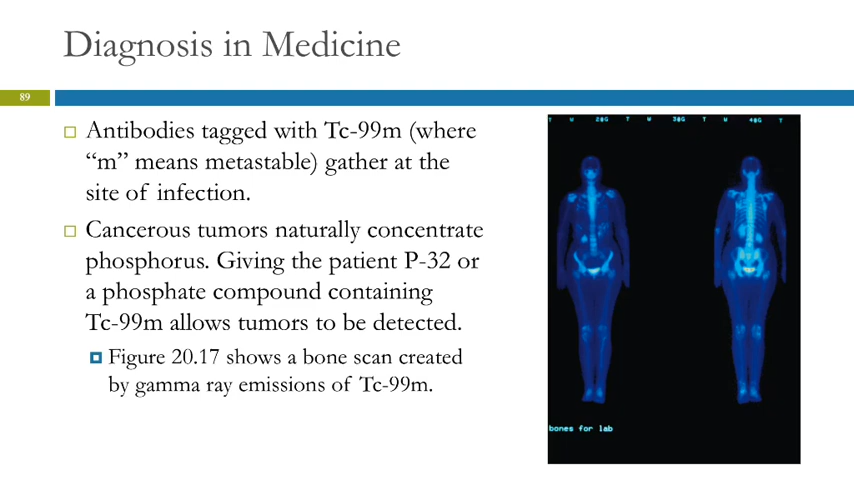 Diagnosis in Medicine
89
Antibodies tagged with Tc-99m (where
“m” means metastable) gather at the
site of infection.
Cancerous tumors naturally concentrate
phosphorus. Giving the patient P-32 or
a phosphate compound containing
Tc-99m allows tumors to be detected.
Figure 20.17 shows a bone scan created
by gamma ray emissions of Tc-99m.
bones for lab